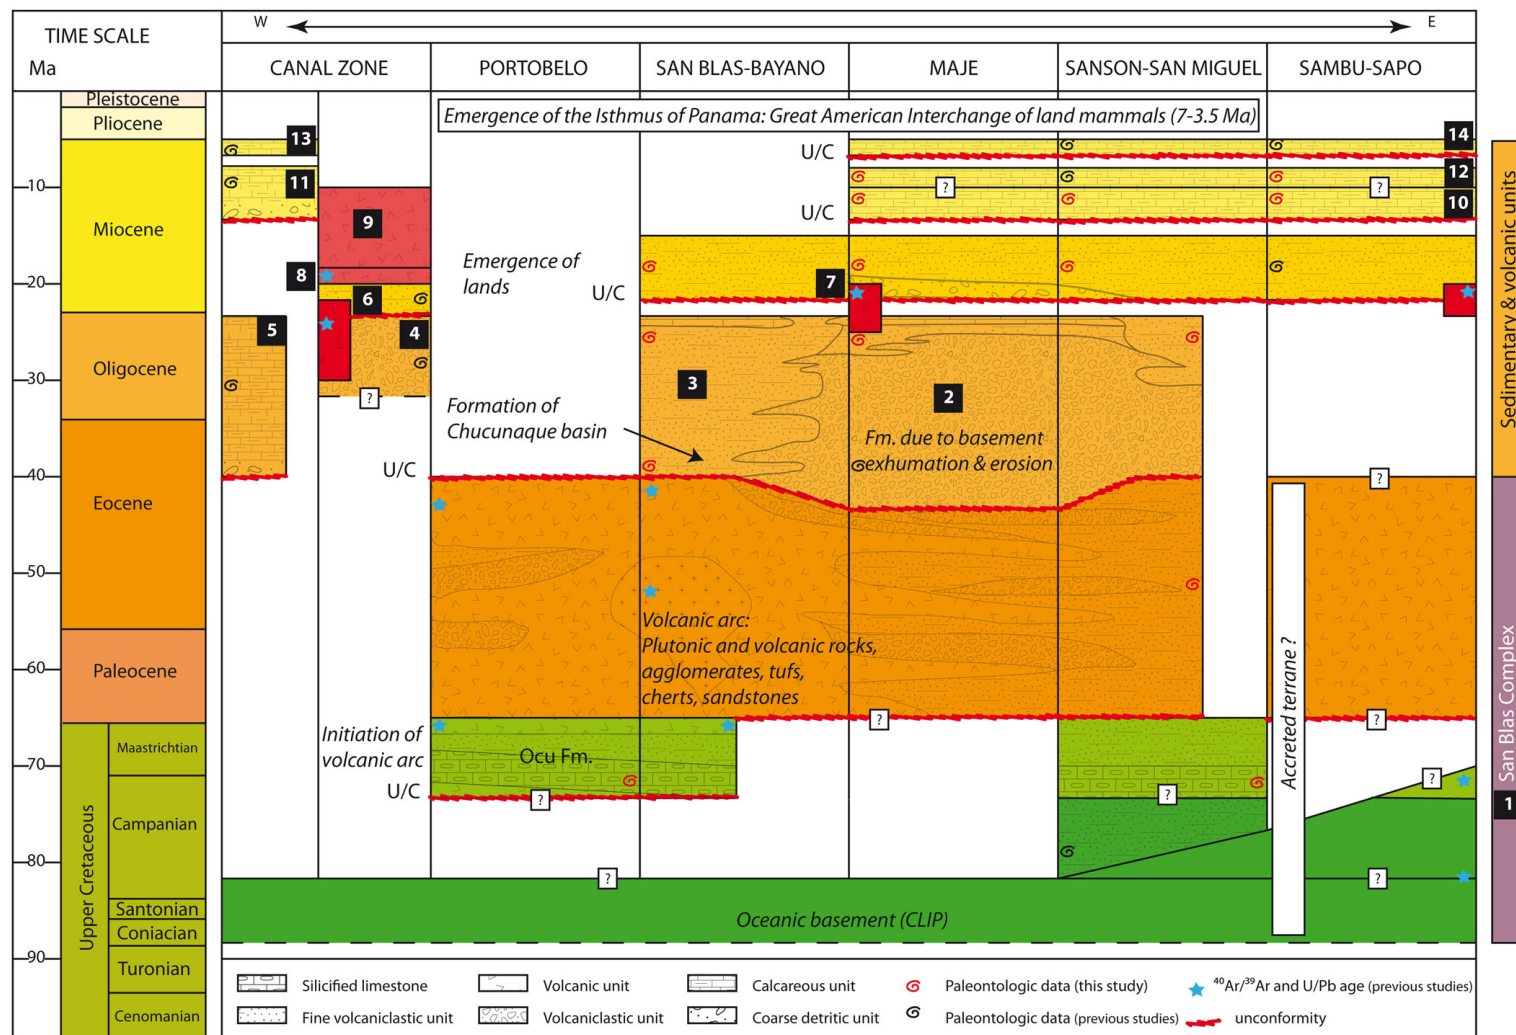 TIME SCALE
Ma
W
E
CANAL ZONE
PORTOBELO
SAN BLAS-BAYANO
MAJE
SANSON-SAN MIGUEL
SAMBU-SAPO
Pleistocene
Pliocene
Miocene
Oligocene
Eocene
Paleocene
Upper Cretaceous
Maastrichtian
Campanian
Santonian
Coniacian
Turonian
Cenomanian
10
20
30
40
50
60
70
80
90
Emergence of the Isthmus of Panama: Great American Interchange of land mammals (7-3.5 Ma)
13
14
U/C
11
12
?
?
10
U/C
9
Emergence of
lands
8
7
U/C
6
5
4
3
2
?
Formation of
Chucunaque basin
Fm. due to basement
exhumation & erosion
U/C
?
Volcanic arc:
Plutonic and volcanic rocks,
agglomerates, tufs,
cherts, sandstones
Accreted terrane ?
?
?
Initiation of
volcanic arc
Ocu Fm.
U/C
?
?
?
?
?
Oceanic basement (CLIP)
Sedimentary & volcanic units
San Blas Complex
1
Silicified limestone
Volcanic unit
Calcareous unit
Paleontologic data (this study)
40Ar/39Ar and U/Pb age (previous studies)
Fine volcaniclastic unit
Volcaniclastic unit
Coarse detritic unit
Paleontologic data (previous studies)
unconformity